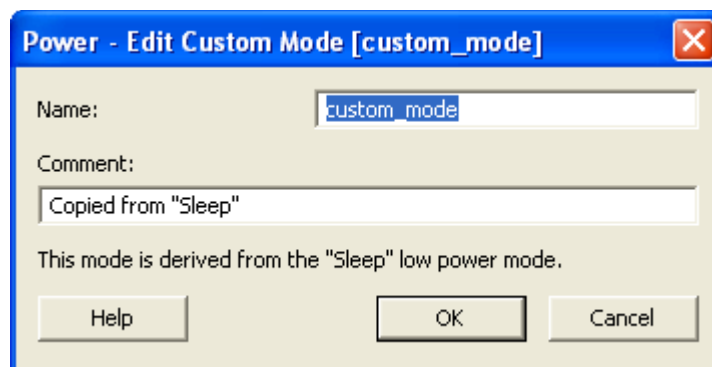 Power - Edit Custom Mode [custom_mode]
Name: custom_mode
Comment:
Copied from "Sleep"
This mode is derived from the "Sleep" low power mode.
Help OK Cancel